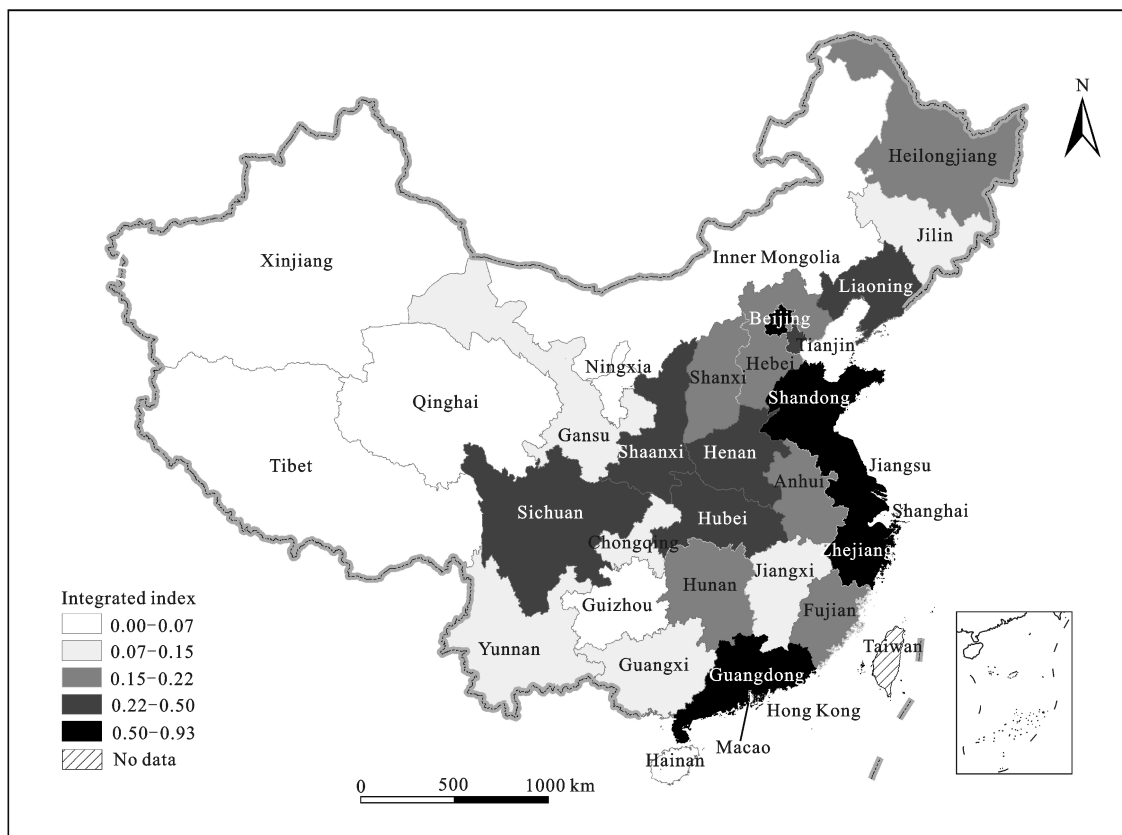 N
Heilongjiang
Jilin
Xinjiang
Inner Mongolia
Liaoning
Beijing
Tianjin
Ningxia
Hebei
Shanxi
Qinghai
Shandong
Gansu
Shaanxi
Henan
Tibet
Jiangsu
Anhui
Sichuan
Shanghai
Hubei
Chongqing
Zhejiang
Jiangxi
Hunan
Integrated index
Guizhou
Fujian
0.00−0.07
Yunnan
Taiwan
0.07−0.15
Guangxi
Guangdong
0.15−0.22
0.22−0.50
Hong Kong
0.50−0.93
Macao
No data
Hainan
0 500 1000 km